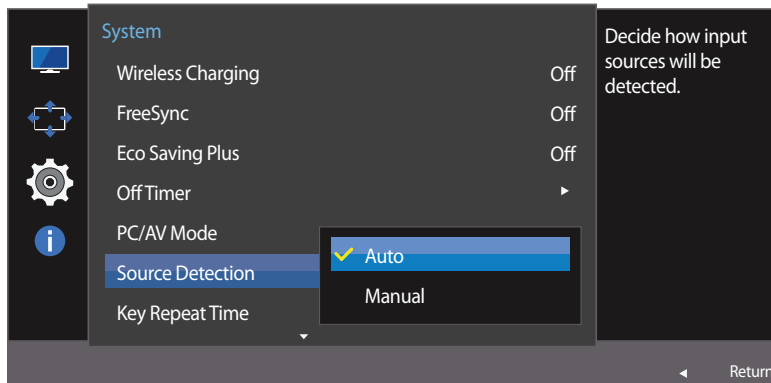 System
Wireless Charging Off
FreeSync Off
Eco Saving Plus Off
Off Timer
PC/AV Mode
Source Detection
Key Repeat Time
Auto
Manual
Decide how input
sources will be
detected.
Return